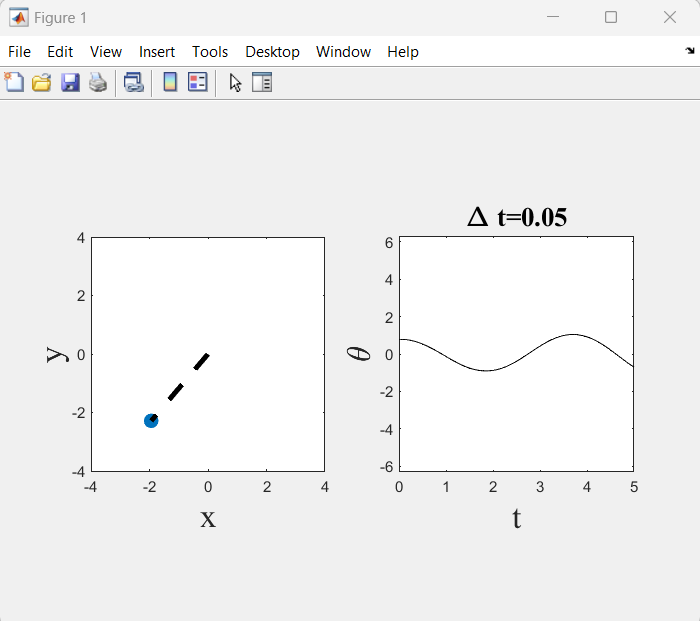 Figure 1
File Edit View Insert Tools Desktop Window Help
Δ t=0.05
4
2
0
-2
-4
-4 -2 0 2 4
x
y
6
4
2
0
-2
-4
-6
0 1 2 3 4 5
t
θ